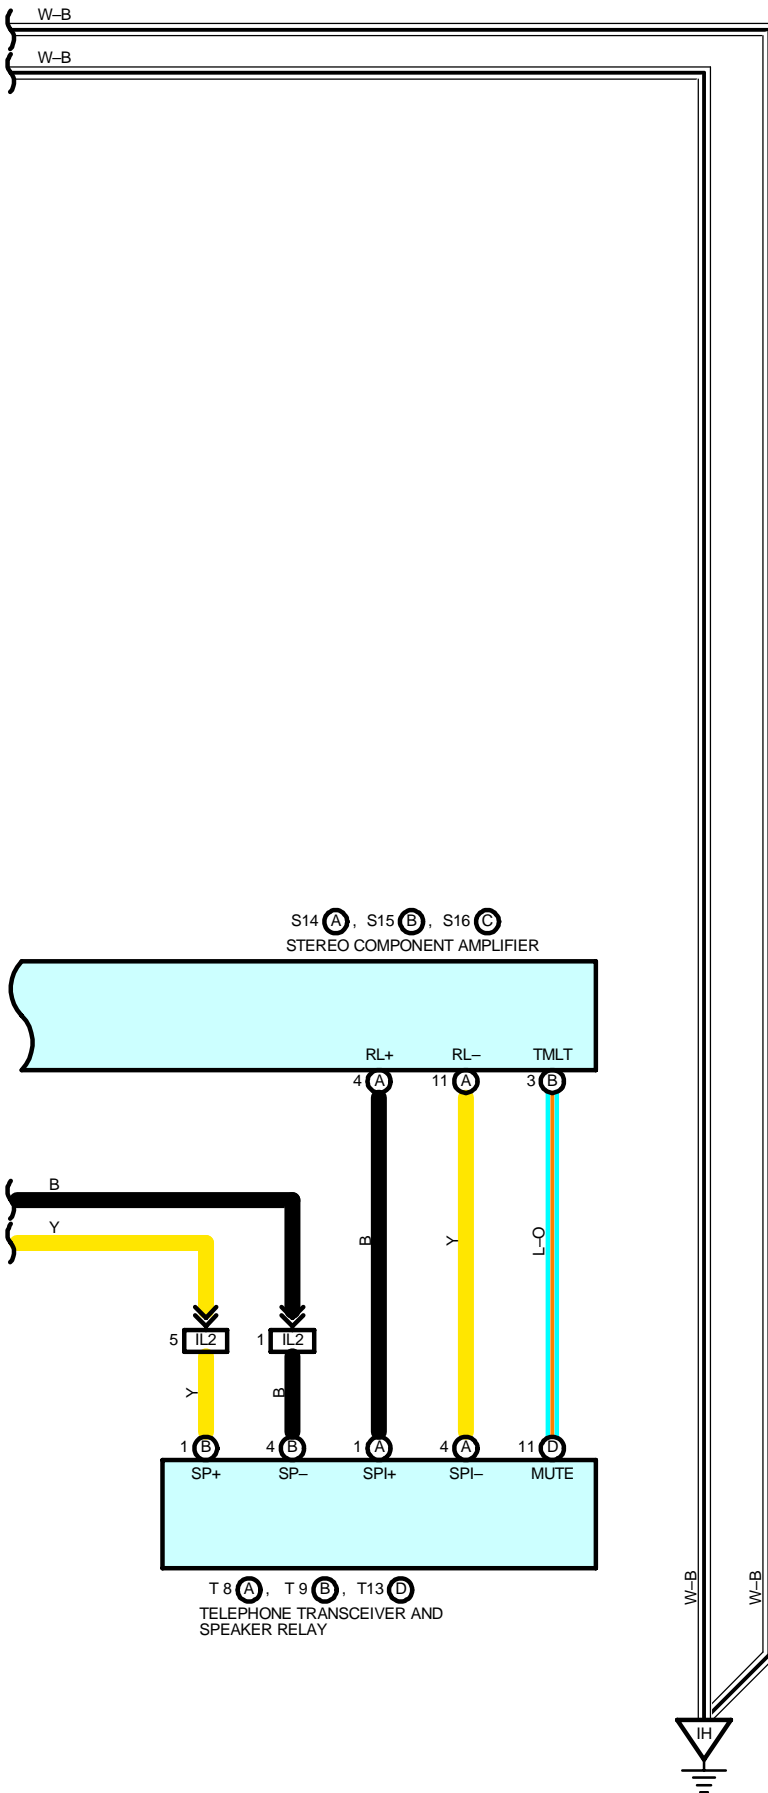 W–B
W–B
S14 A , S15 B , S16 C
STEREO COMPONENT AMPLIFIER
RL+ RL– TMLT
4 A 11 A 3 B
B
Y
B Y L–O
5 IL2 1 IL2
Y B
1 B 4 B 1 A 4 A 11 D
SP+ SP– SPI+ SPI– MUTE
T 8 A , T 9 B , T13 D
TELEPHONE TRANSCEIVER AND
SPEAKER RELAY
W–B W–B
IH